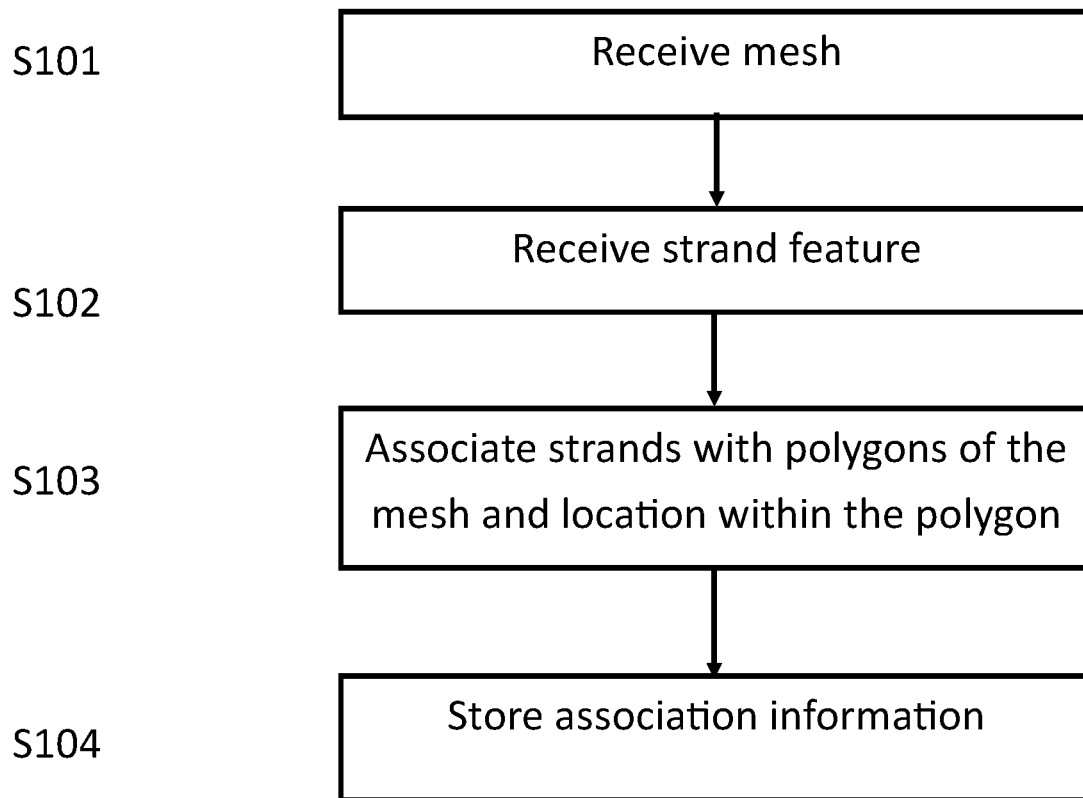 S101
Receive mesh
Receive strand feature
S102
Associate strands with polygons of the
mesh and location within the polygon
S103
Store association information
S104